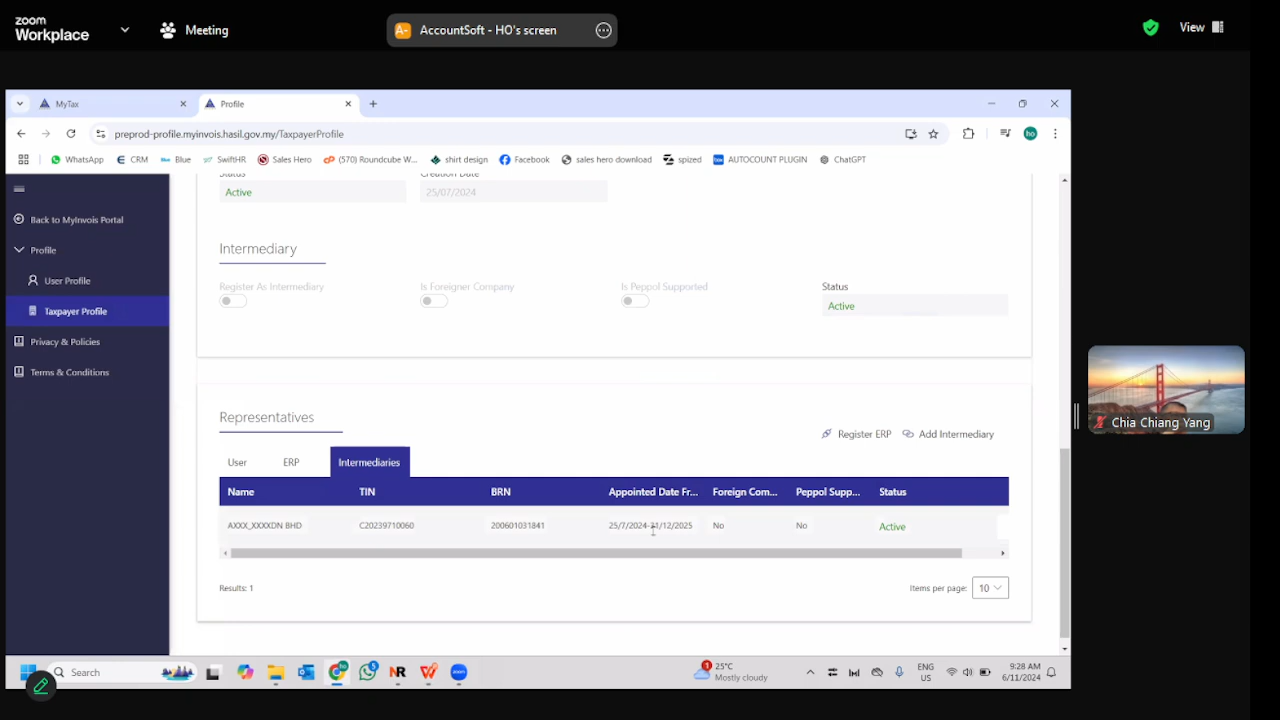 zoom
Workplace
Meeting
A- AccountSoft - HO's screen
View
MyTax
Profile
preprod-profile.myinvois.hasil.gov.my/TaxpayerProfile
ho
WhatsApp CRM Blue SwiftHR Sales Hero (570) Roundcube W... shirt design Facebook sales hero download spized AUTOCOUNT PLUGIN ChatGPT
Status Creation Date
Active 25/07/2024
Back to MyInvois Portal
Profile
User Profile
Taxpayer Profile
Privacy & Policies
Terms & Conditions
Intermediary
Register As Intermediary Is Foreigner Company Is Peppol Supported Status
Active
Representatives
Register ERP Add Intermediary
User ERP Intermediaries
Name TIN BRN Appointed Date Fr... Foreign Com... Peppol Supp... Status
AXXX_XXXXDN BHD C20239710060 200601031841 25/7/2024-31/12/2025 No No Active
Results: 1 Items per page: 10
Chia Chiang Yang
Search
25°C
Mostly cloudy
ENG
US
9:28 AM
6/11/2024